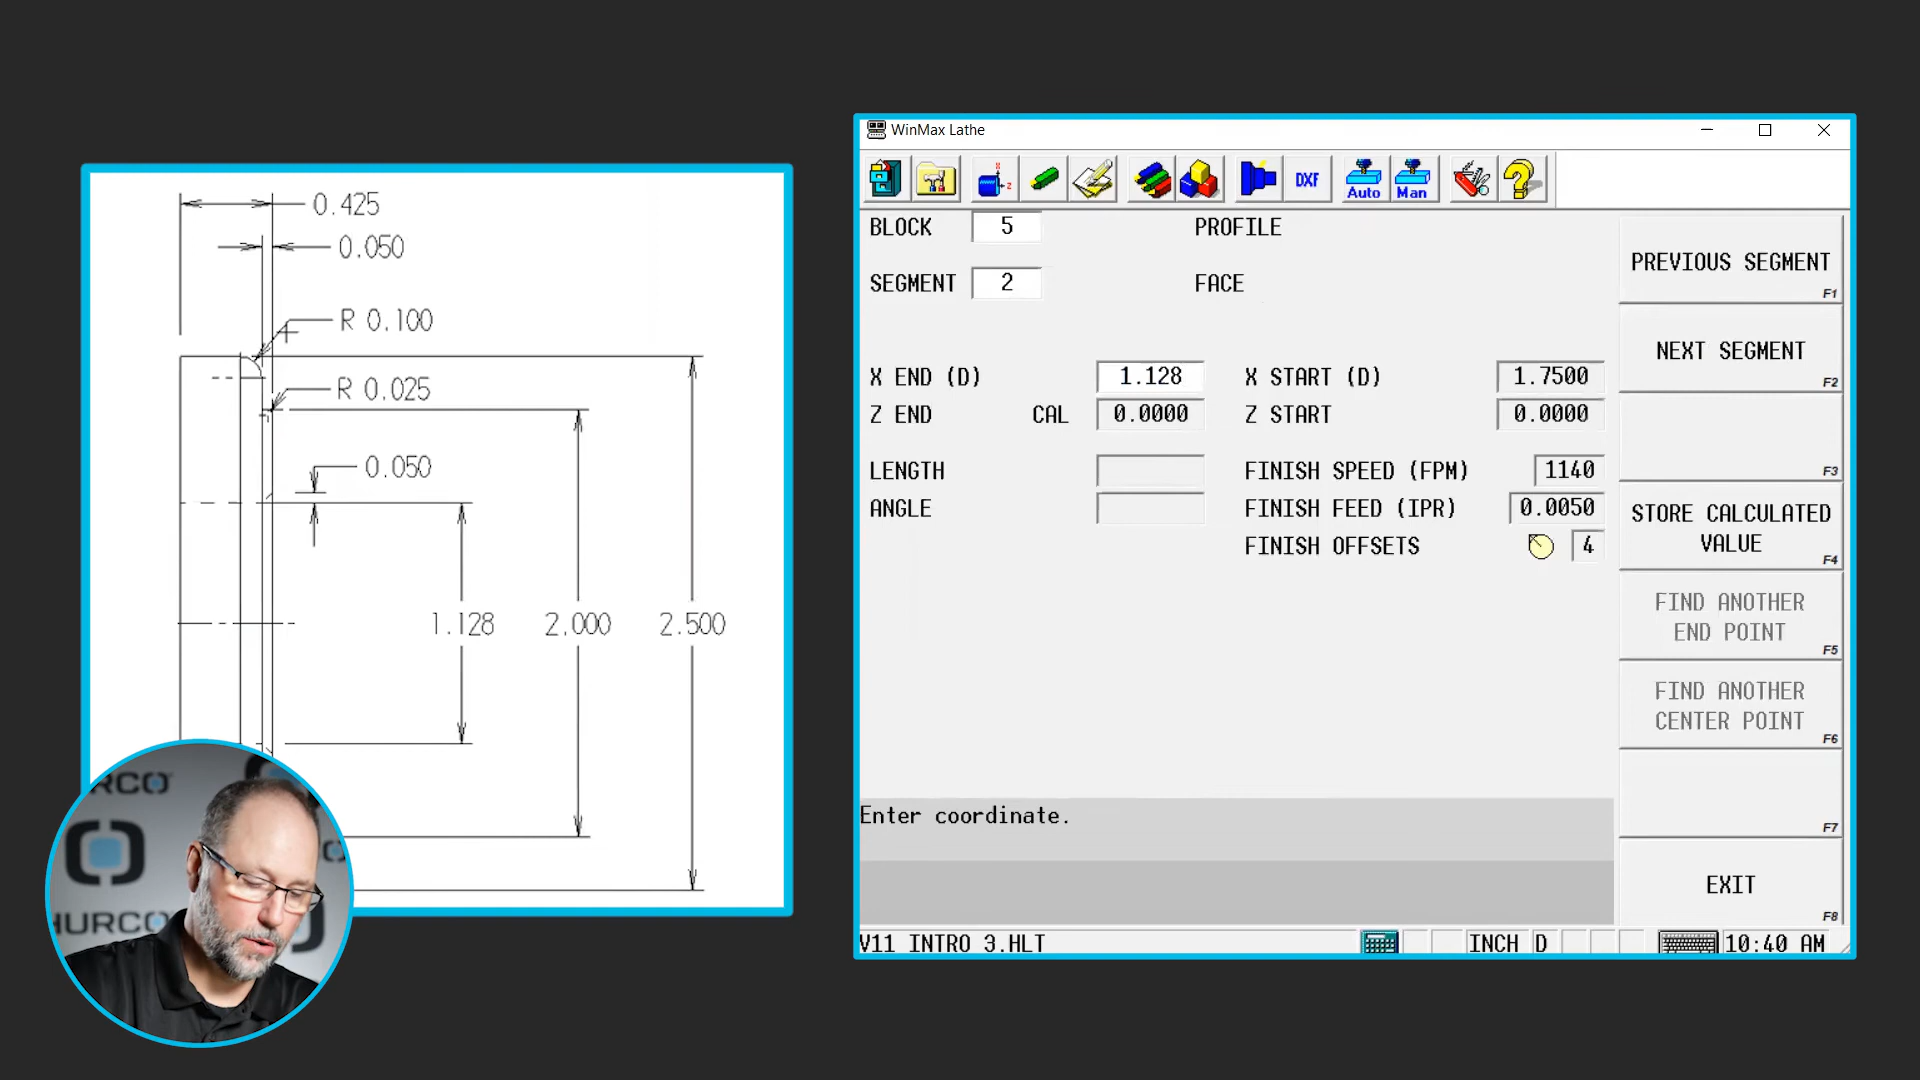 0.425
0.050
R 0.100
R 0.025
0.050
1.128 2.000 2.500
RCO
HURCO
WinMax Lathe
DXF
Auto
Man
?
BLOCK 5 PROFILE
SEGMENT 2 FACE
X END (D) 1.128 X START (D) 1.7500
Z END CAL 0.0000 Z START 0.0000
LENGTH FINISH SPEED (FPM) 1140
ANGLE FINISH FEED (IPR) 0.0050
FINISH OFFSETS 4
PREVIOUS SEGMENT
F1
NEXT SEGMENT
F2
F3
STORE CALCULATED
VALUE
F4
FIND ANOTHER
END POINT
F5
FIND ANOTHER
CENTER POINT
F6
F7
EXIT
F8
Enter coordinate.
V11 INTRO 3.HLT INCH D 10:40 AM